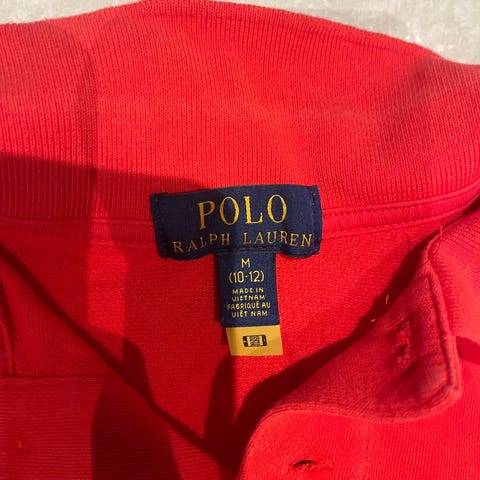 POLO
RALPH LAUREN
M
(10-12)
MADE IN
VIETNAM
FABRIQUÉ AU
VIÊT NAM